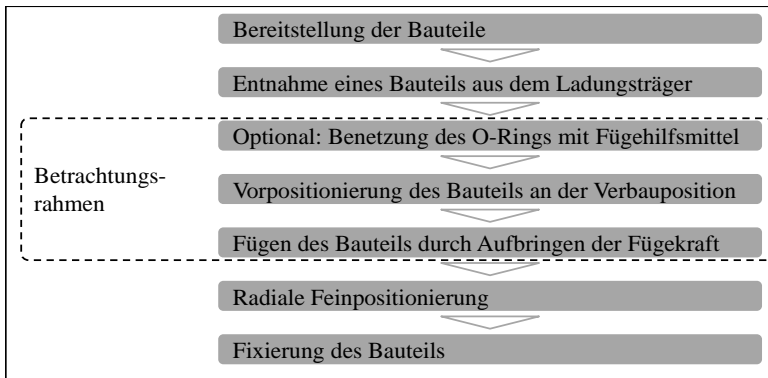 Bereitstellung der Bauteile
Entnahme eines Bauteils aus dem Ladungsträger
Optional: Benetzung des O-Rings mit Fügehilfsmittel
Betrachtungs-
rahmen
Vorpositionierung des Bauteils an der Verbauposition
Fügen des Bauteils durch Aufbringen der Fügekraft
Radiale Feinpositionierung
Fixierung des Bauteils